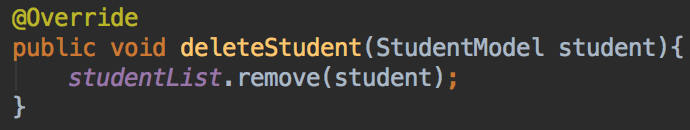 @Override
public void deleteStudent(StudentModel student){
    studentList.remove(student);
}